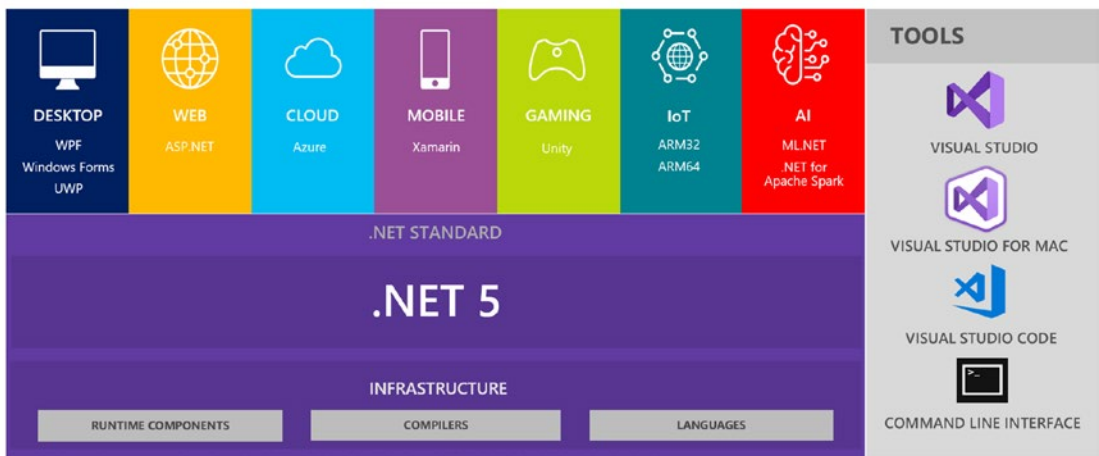 DESKTOP
WPF
Windows Forms
UWP
WEB
ASP.NET
CLOUD
Azure
MOBILE
Xamarin
GAMING
Unity
IoT
ARM32
ARM64
AI
ML.NET
.NET for
Apache Spark
.NET STANDARD
.NET 5
INFRASTRUCTURE
RUNTIME COMPONENTS
COMPILERS
LANGUAGES
TOOLS
VISUAL STUDIO
VISUAL STUDIO FOR MAC
VISUAL STUDIO CODE
>_
COMMAND LINE INTERFACE